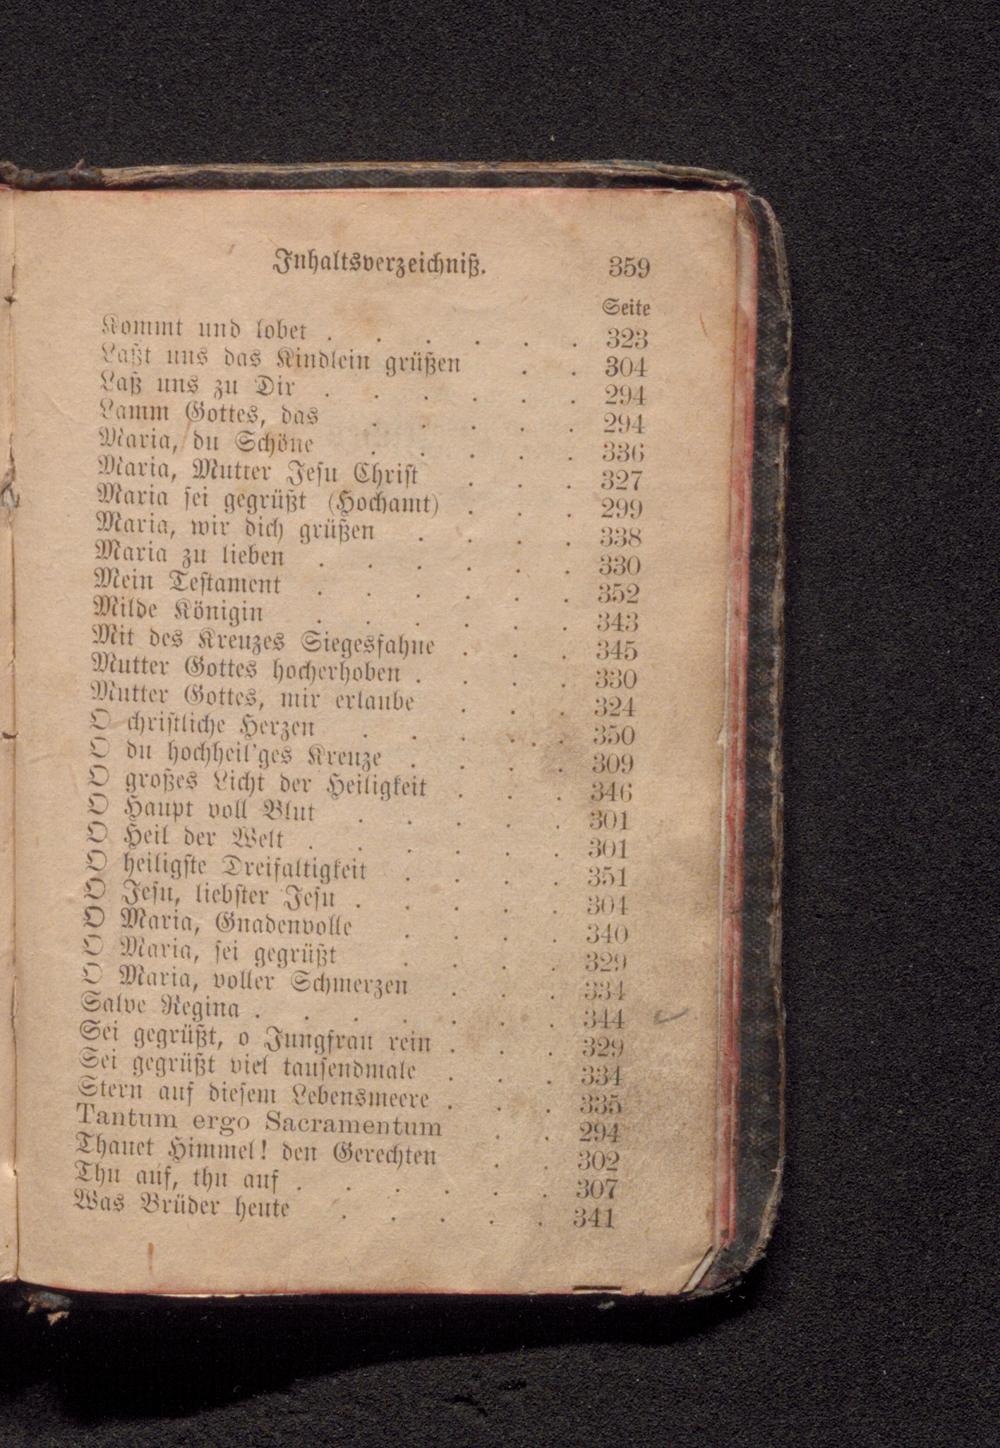 Inhaltsverzeichniß. 359
Seite
Kommt und lobet . . . . . . 323
Laßt uns das Kindlein grüßen . . 304
Laß uns zu Dir . . . . . . 294
Lamm Gottes, das . . . . . 294
Maria, du Schöne . . . . . 336
Maria, Mutter Jesu Christ . . . 327
Maria sei gegrüßt (Hochamt) . . . 299
Maria, wir dich grüßen . . . . 338
Maria zu lieben . . . . . . 330
Mein Testament . . . . . . 352
Milde Königin . . . . . . 343
Mit des Kreuzes Siegesfahne . . . 345
Mutter Gottes hocherhoben . . . . 330
Mutter Gottes, mir erlaube . . . 324
O christliche Herzen . . . . . 350
O du hochheil'ges Kreuze . . . . 309
O großes Licht der Heiligkeit . . . 346
O Haupt voll Blut . . . . . 301
O Heil der Welt . . . . . . 301
O heiligste Dreifaltigkeit . . . . 351
O Jesu, liebster Jesu . . . . . 304
O Maria, Gnadenvolle . . . . 340
O Maria, sei gegrüßt . . . . 329
O Maria, voller Schmerzen . . . 334
Salve Regina . . . . . . . 344
Sei gegrüßt, o Jungfrau rein . . . 329
Sei gegrüßt viel tausendmale . . . 334
Stern auf diesem Lebensmeere . . . 335
Tantum ergo Sacramentum . . 294
Thauet Himmel! den Gerechten . . 302
Thu auf, thu auf . . . . . . 307
Was Brüder heute . . . . . 341